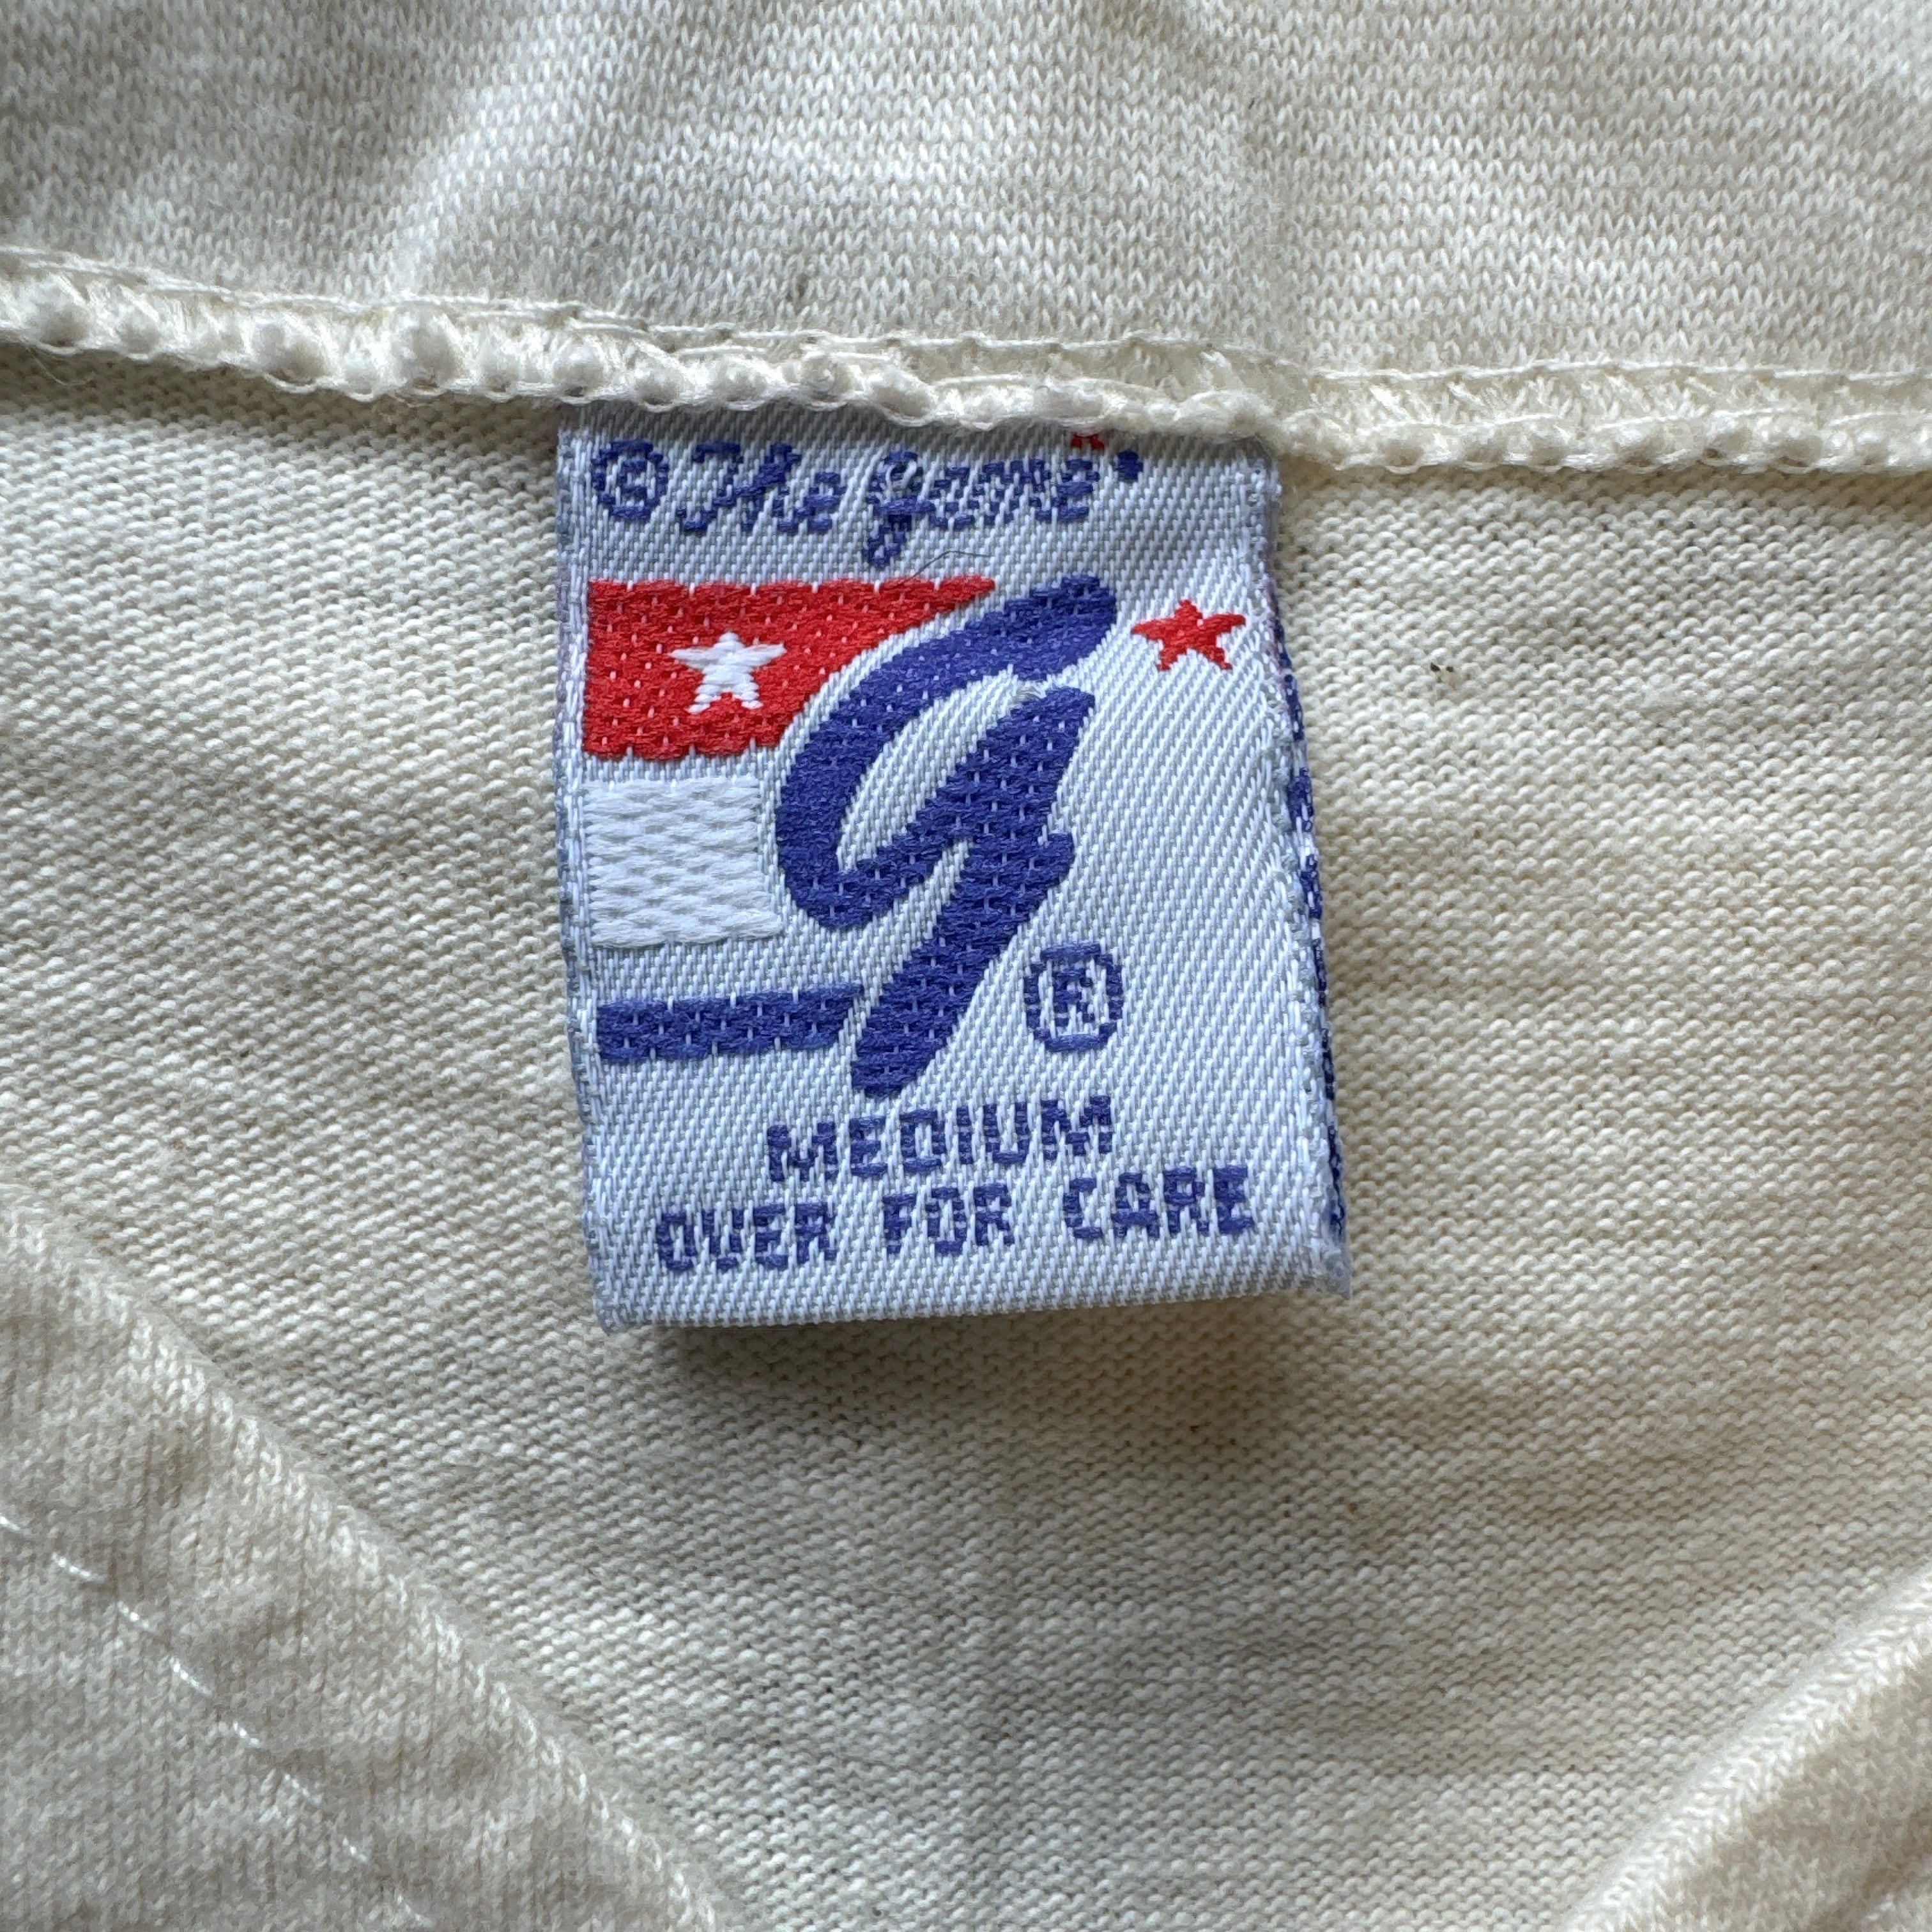 © The Game
g ®
MEDIUM
OVER FOR CARE